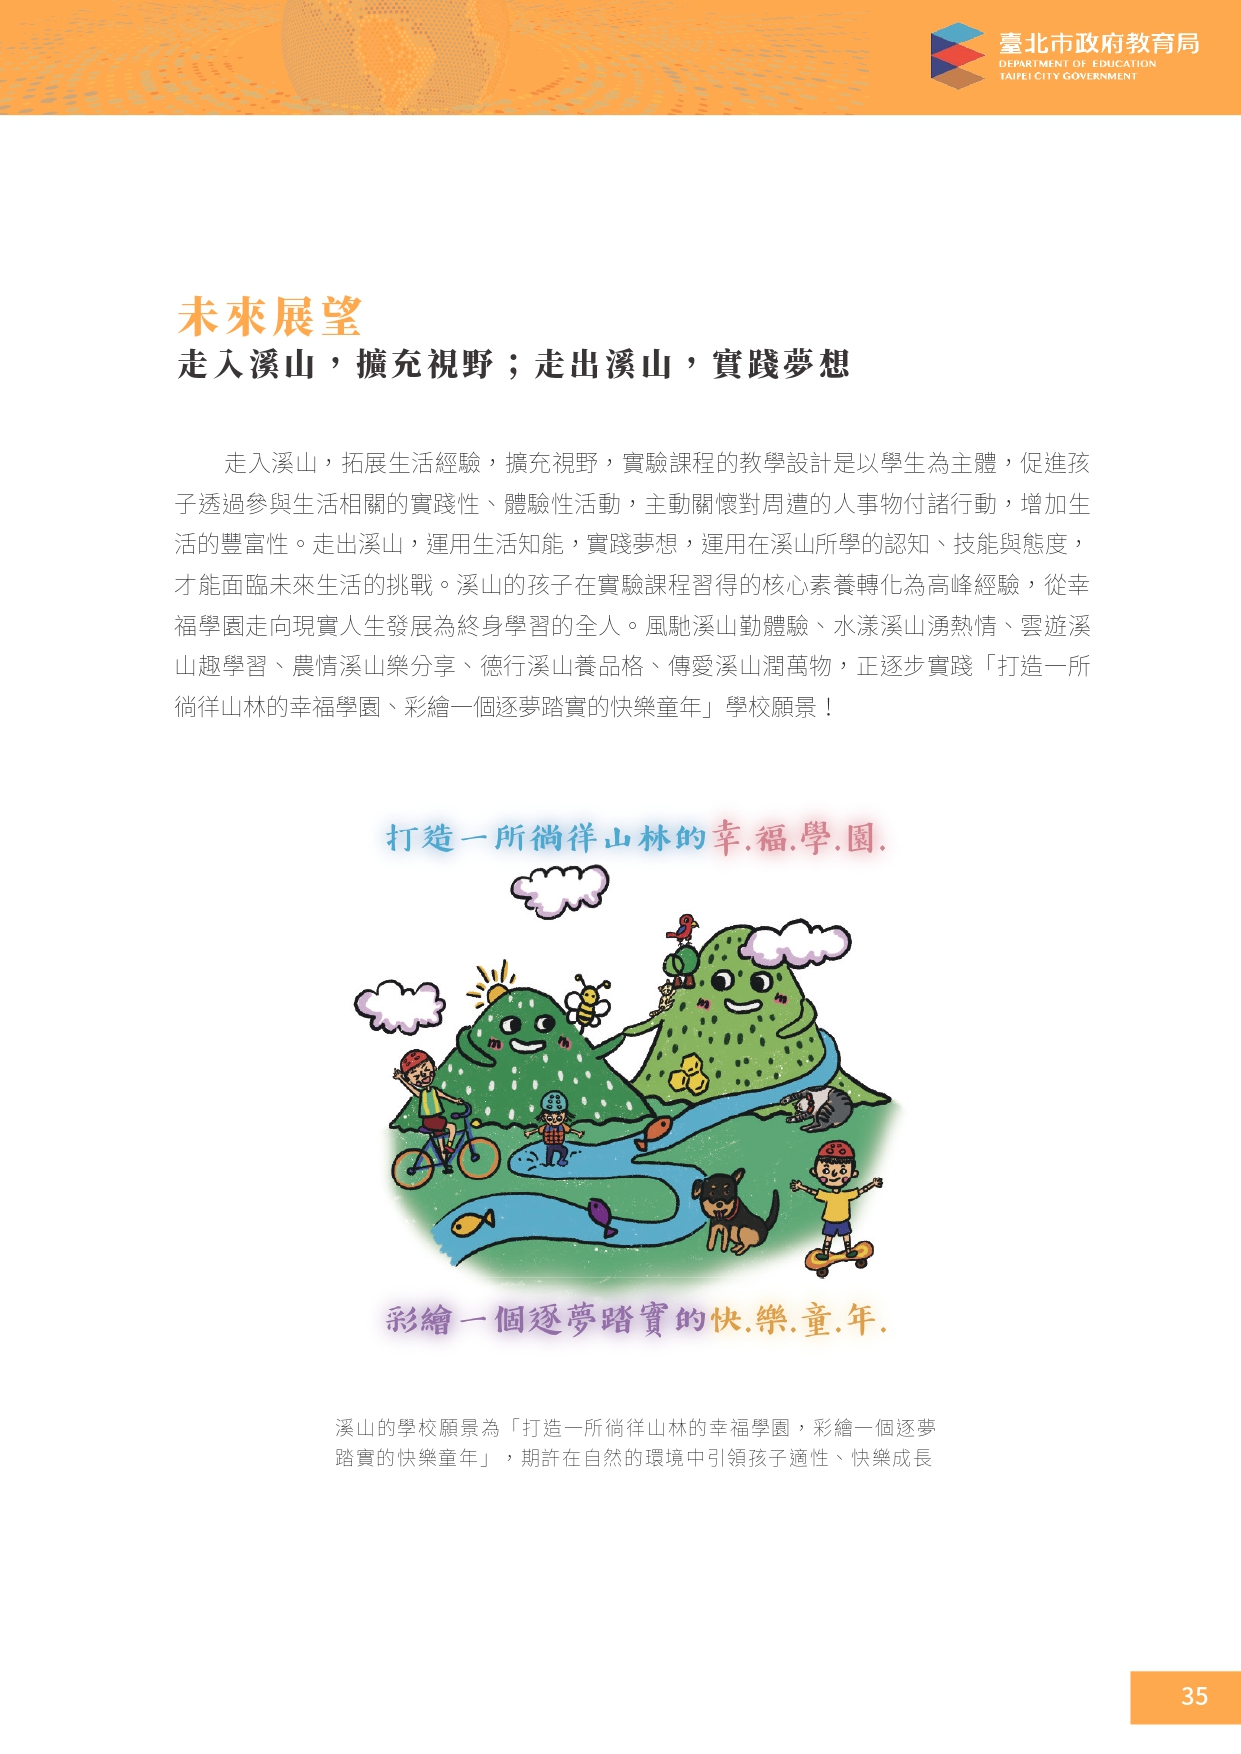 臺北市政府教育局
DEPARTMENT OF EDUCATION
TAIPEI CITY GOVERNMENT
未來展望
走入溪山，擴充視野；走出溪山，實踐夢想
走入溪山，拓展生活經驗，擴充視野，實驗課程的教學設計是以學生為主體，促進孩
子透過參與生活相關的實踐性、體驗性活動，主動關懷對周遭的人事物付諸行動，增加生
活的豐富性。走出溪山，運用生活知能，實踐夢想，運用在溪山所學的認知、技能與態度，
才能面臨未來生活的挑戰。溪山的孩子在實驗課程習得的核心素養轉化為高峰經驗，從幸
福學園走向現實人生發展為終身學習的全人。風馳溪山勤體驗、水漾溪山湧熱情、雲遊溪
山趣學習、農情溪山樂分享、德行溪山養品格、傳愛溪山潤萬物，正逐步實踐「打造一所
徜徉山林的幸福學園、彩繪一個逐夢踏實的快樂童年」學校願景！
打造一所徜徉山林的幸.福.學.園.
彩繪一個逐夢踏實的快.樂.童.年.
溪山的學校願景為「打造一所徜徉山林的幸福學園，彩繪一個逐夢
踏實的快樂童年」，期許在自然的環境中引領孩子適性、快樂成長
35